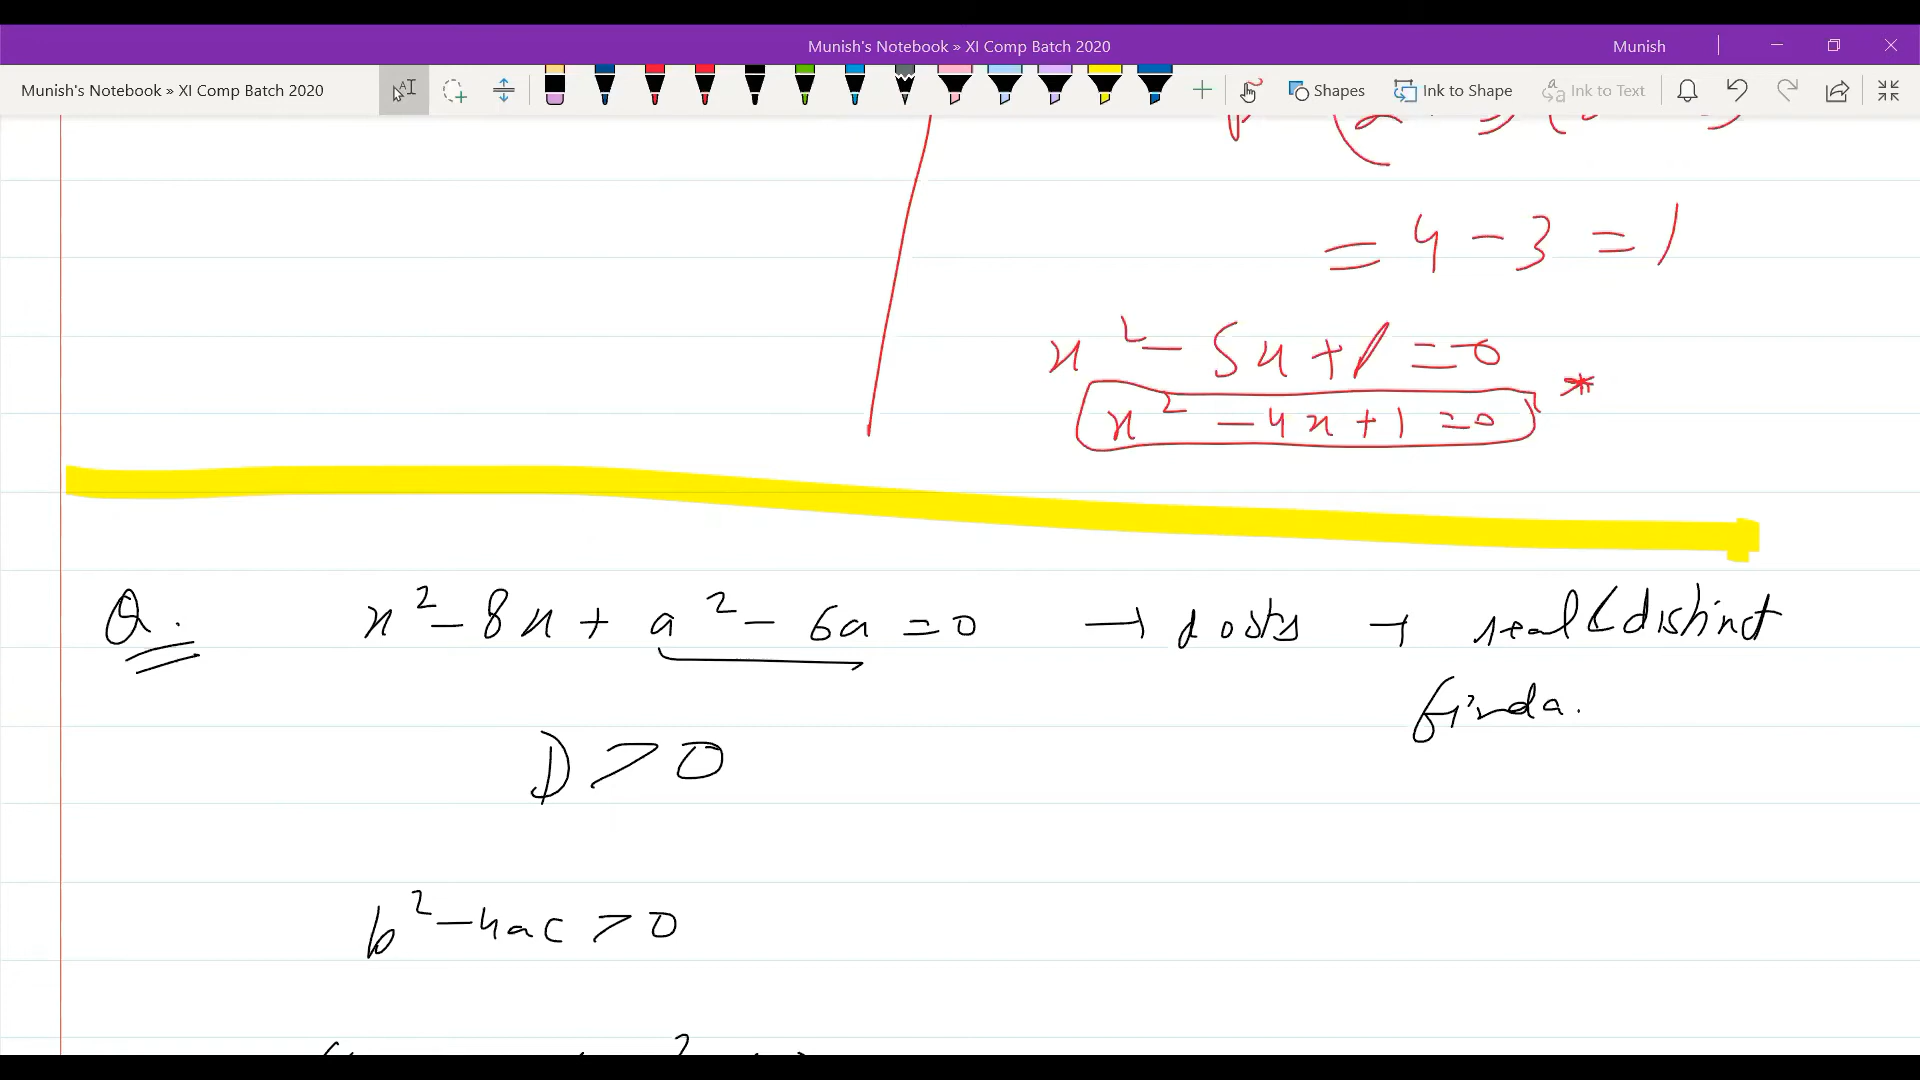 Munish's Notebook » XI Comp Batch 2020
Munish
Munish's Notebook » XI Comp Batch 2020
Shapes
Ink to Shape
Ink to Text
= 4 - 3 = 1
x² - Sx + P = 0
x² - 4x + 1 = 0 *
Q. x² - 8x + a² - 6a = 0 → roots → real & distinct
find a.
D > 0
b² - 4ac > 0